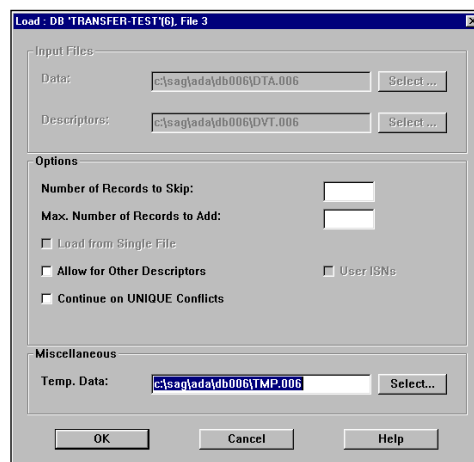 Load : DB 'TRANSFER-TEST'(6), File 3
Input Files
Data: c:\sag\ada\db006\DTA.006 Select ...
Descriptors: c:\sag\ada\db006\DVT.006 Select ...
Options
Number of Records to Skip:
Max. Number of Records to Add:
Load from Single File
Allow for Other Descriptors User ISNs
Continue on UNIQUE Conflicts
Miscellaneous
Temp. Data: c:\sag\ada\db006\TMP.006 Select...
OK Cancel Help